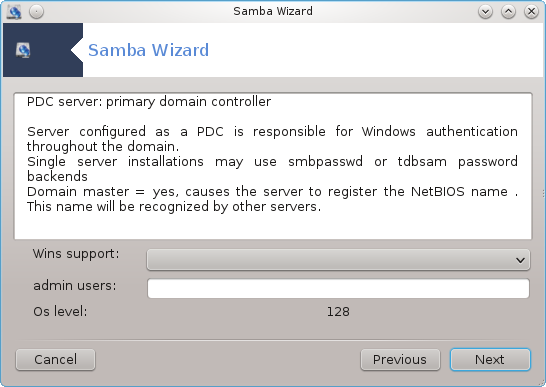 Samba Wizard
Samba Wizard
PDC server: primary domain controller
Server configured as a PDC is responsible for Windows authentication
throughout the domain.
Single server installations may use smbpasswd or tdbsam password
backends
Domain master = yes, causes the server to register the NetBIOS name .
This name will be recognized by other servers.
Wins support:
admin users:
Os level:
128
Cancel
Previous
Next